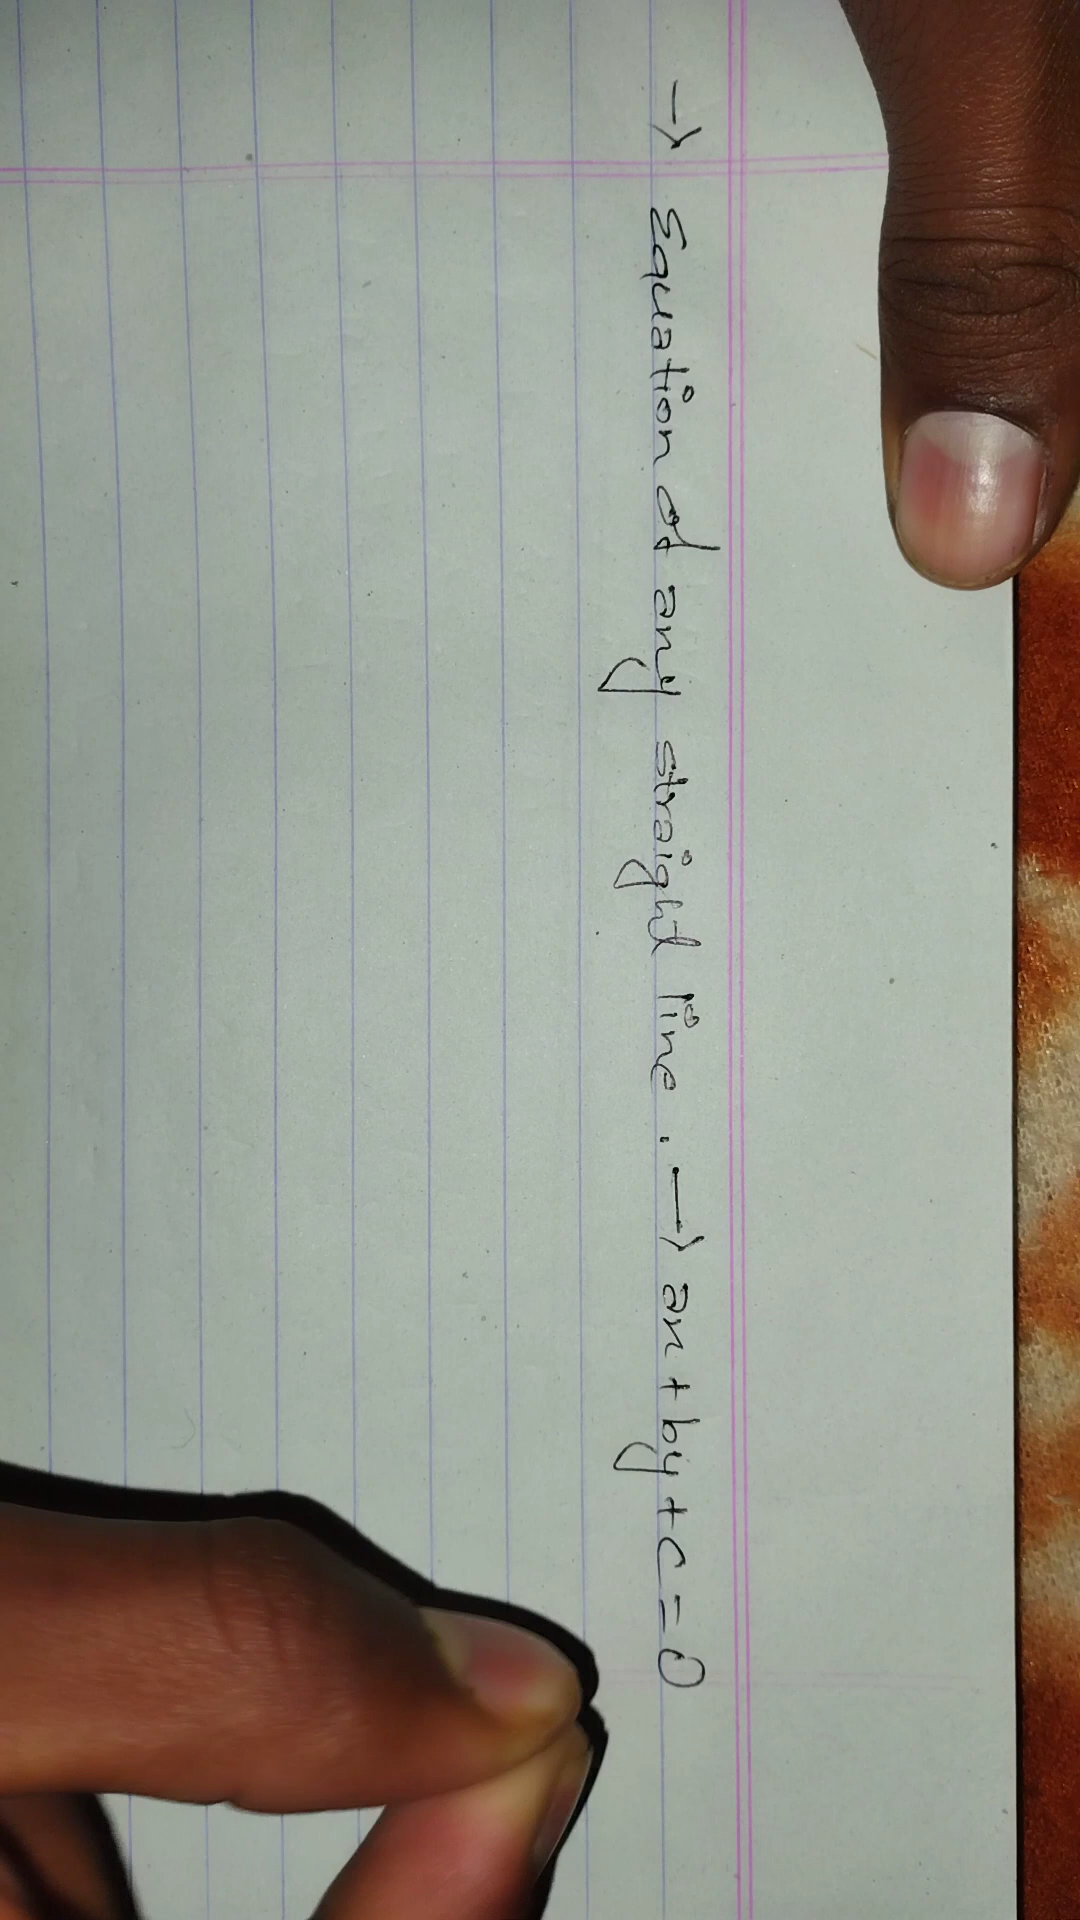 → Equation of any straight line. → ax + by + c = 0